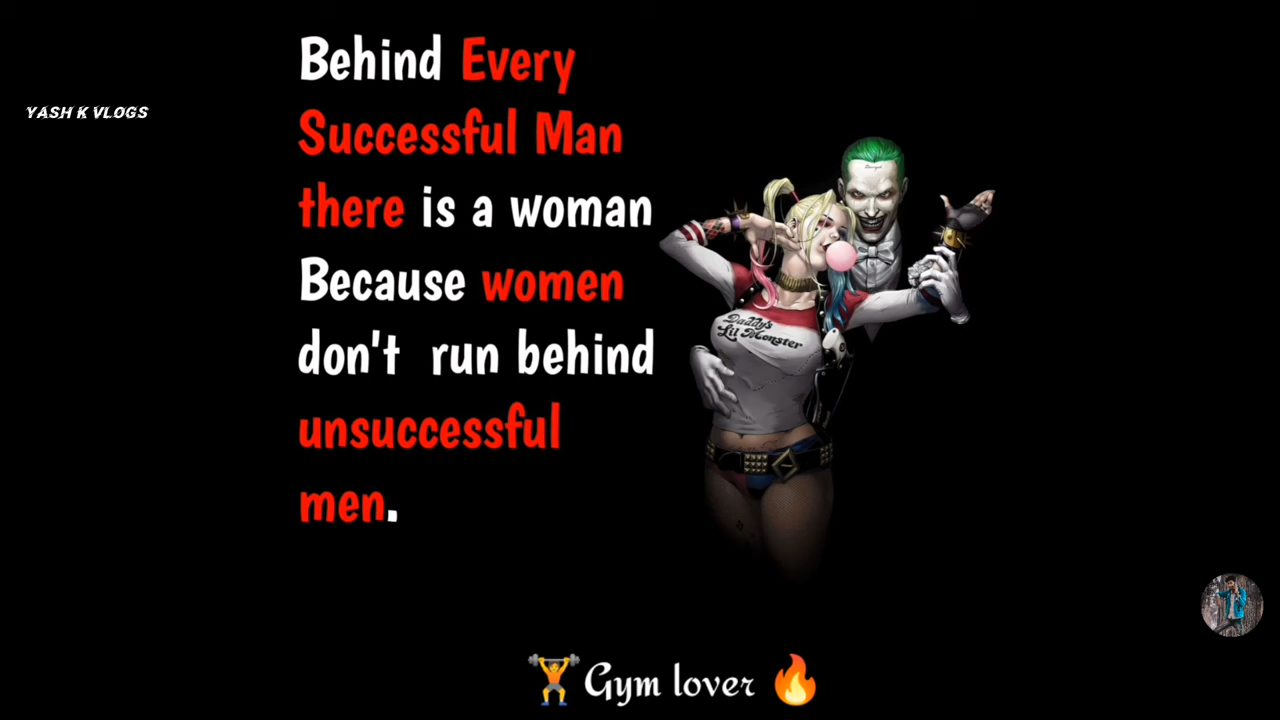 Behind Every
Successful Man
there is a woman
Because women
don't run behind
unsuccessful
men.
YASH K VLOGS
Daddy's
Lil Monster
🏋️Gym lover 🔥